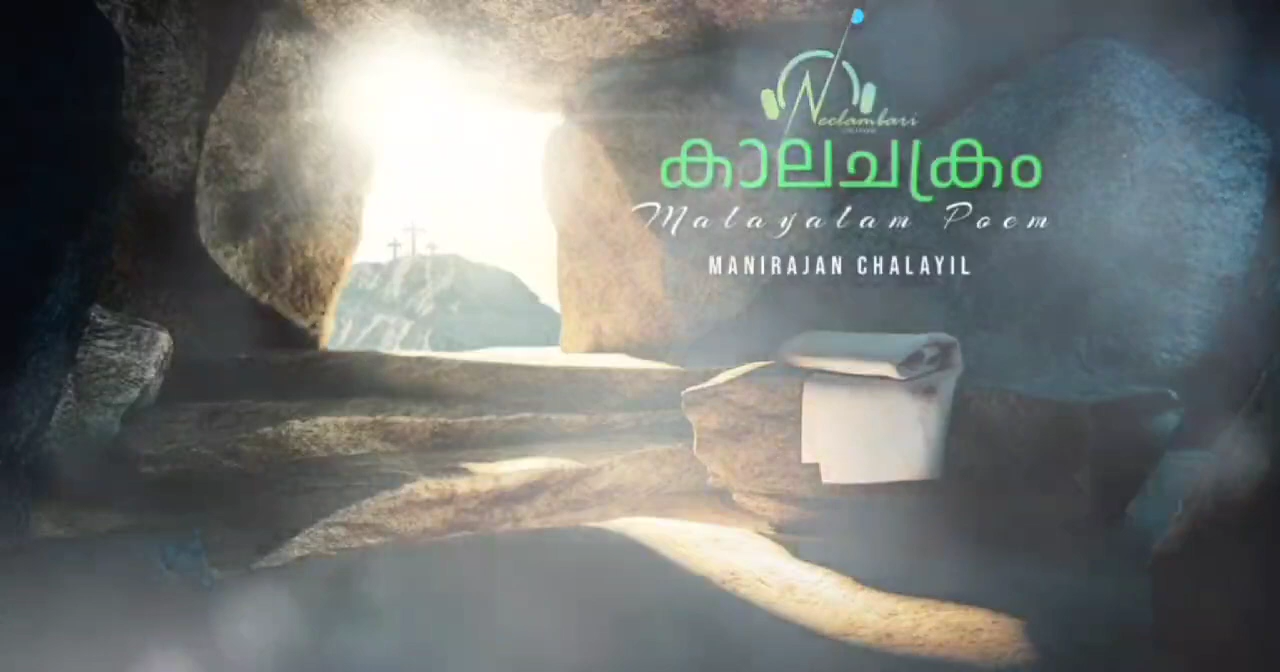 Neelambari
കാലചക്രം
Malayalam Poem
MANIRAJAN CHALAYIL